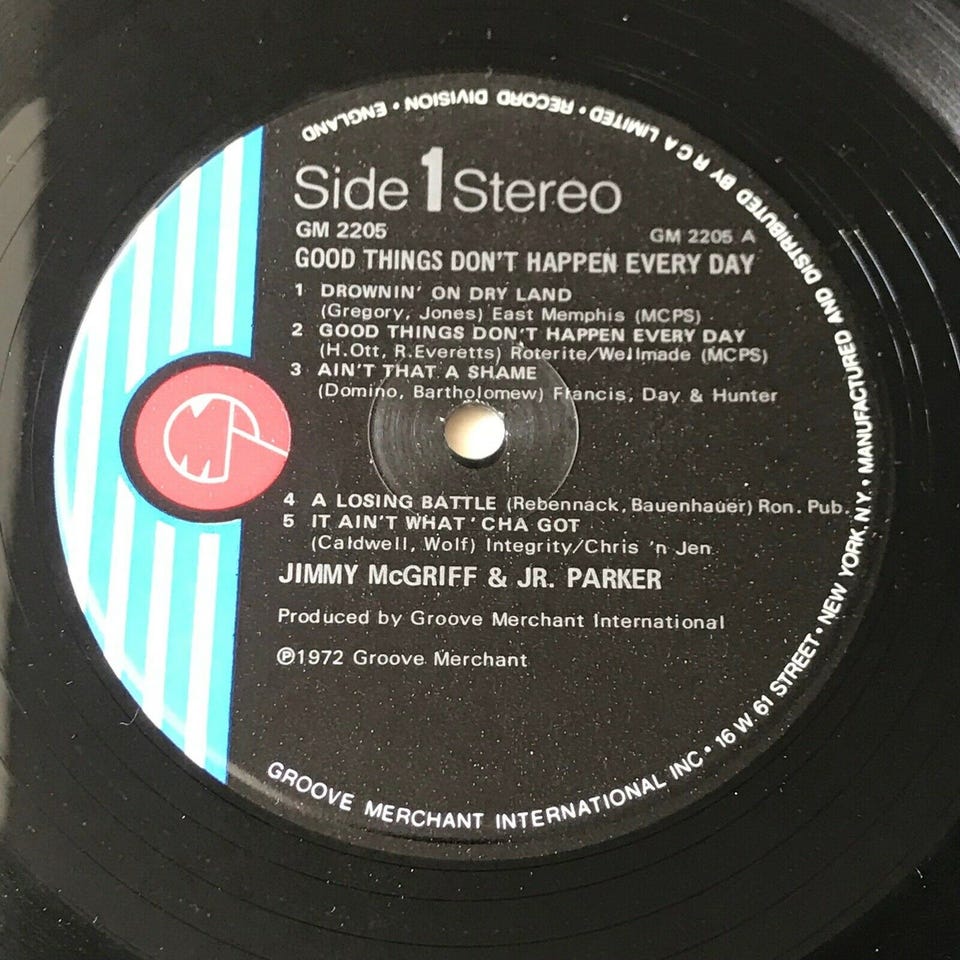 Side 1 Stereo
GM 2205
GM 2205 A
GOOD THINGS DON'T HAPPEN EVERY DAY
1 DROWNIN' ON DRY LAND
(Gregory, Jones) East Memphis (MCPS)
2 GOOD THINGS DON'T HAPPEN EVERY DAY
(H.Ott, R.Everetts) Roterite/Wellmade (MCPS)
3 AIN'T THAT A SHAME
(Domino, Bartholomew) Francis, Day & Hunter
4 A LOSING BATTLE (Rebennack, Bauenhauer) Ron. Pub.
5 IT AIN'T WHAT 'CHA GOT
(Caldwell, Wolf) Integrity/Chris 'n Jen
JIMMY McGRIFF & JR. PARKER
Produced by Groove Merchant International
Ⓟ1972 Groove Merchant
GROOVE MERCHANT INTERNATIONAL INC • 16 W. 61 STREET • NEW YORK, N.Y. • MANUFACTURED AND DISTRIBUTED BY RCA LIMITED • RECORD DIVISION • ENGLAND